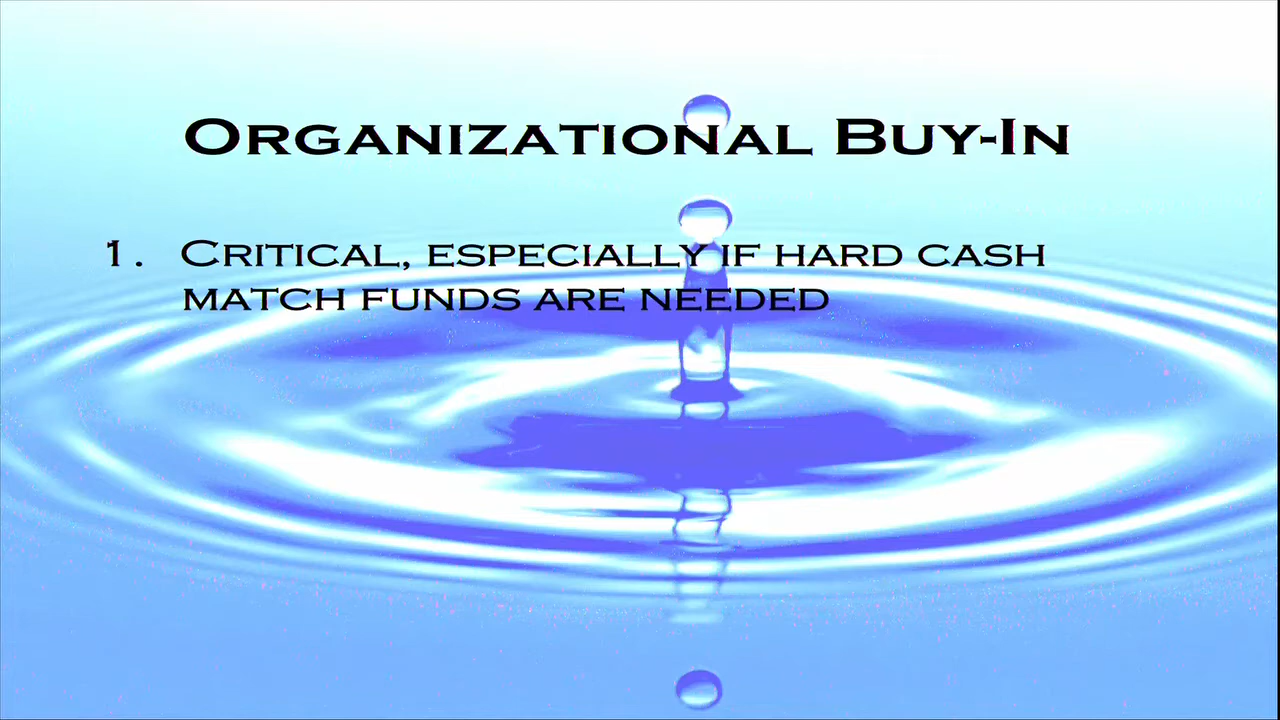 Organizational Buy-In
1. Critical, especially if hard cash
match funds are needed